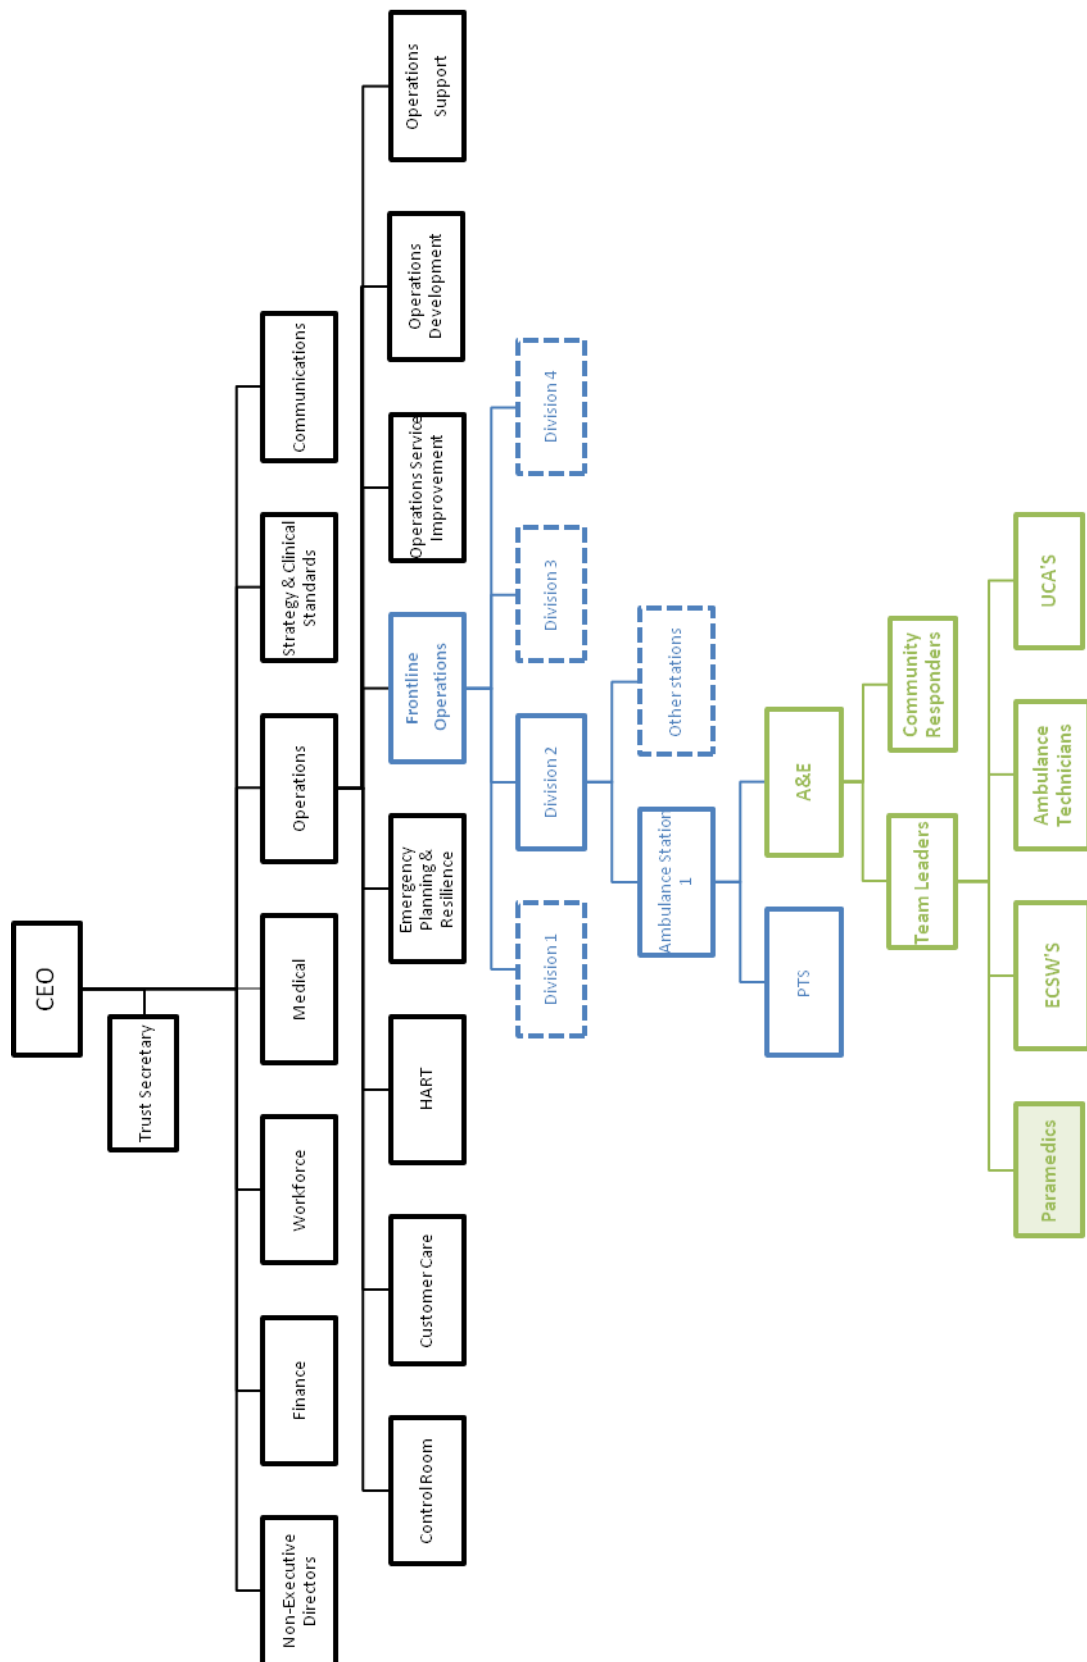 CEO
Trust Secretary
Non-Executive
Directors
Finance
Workforce
Medical
Operations
Strategy & Clinical
Standards
Communications
Control Room
Customer Care
HART
Emergency
Planning &
Resilience
Frontline
Operations
Operations Service
Improvement
Operations
Development
Operations
Support
Division 1
Division 2
Division 3
Division 4
Ambulance Station
1
Other stations
PTS
A&E
Team Leaders
Community
Responders
Paramedics
ECSW'S
Ambulance
Technicians
UCA'S